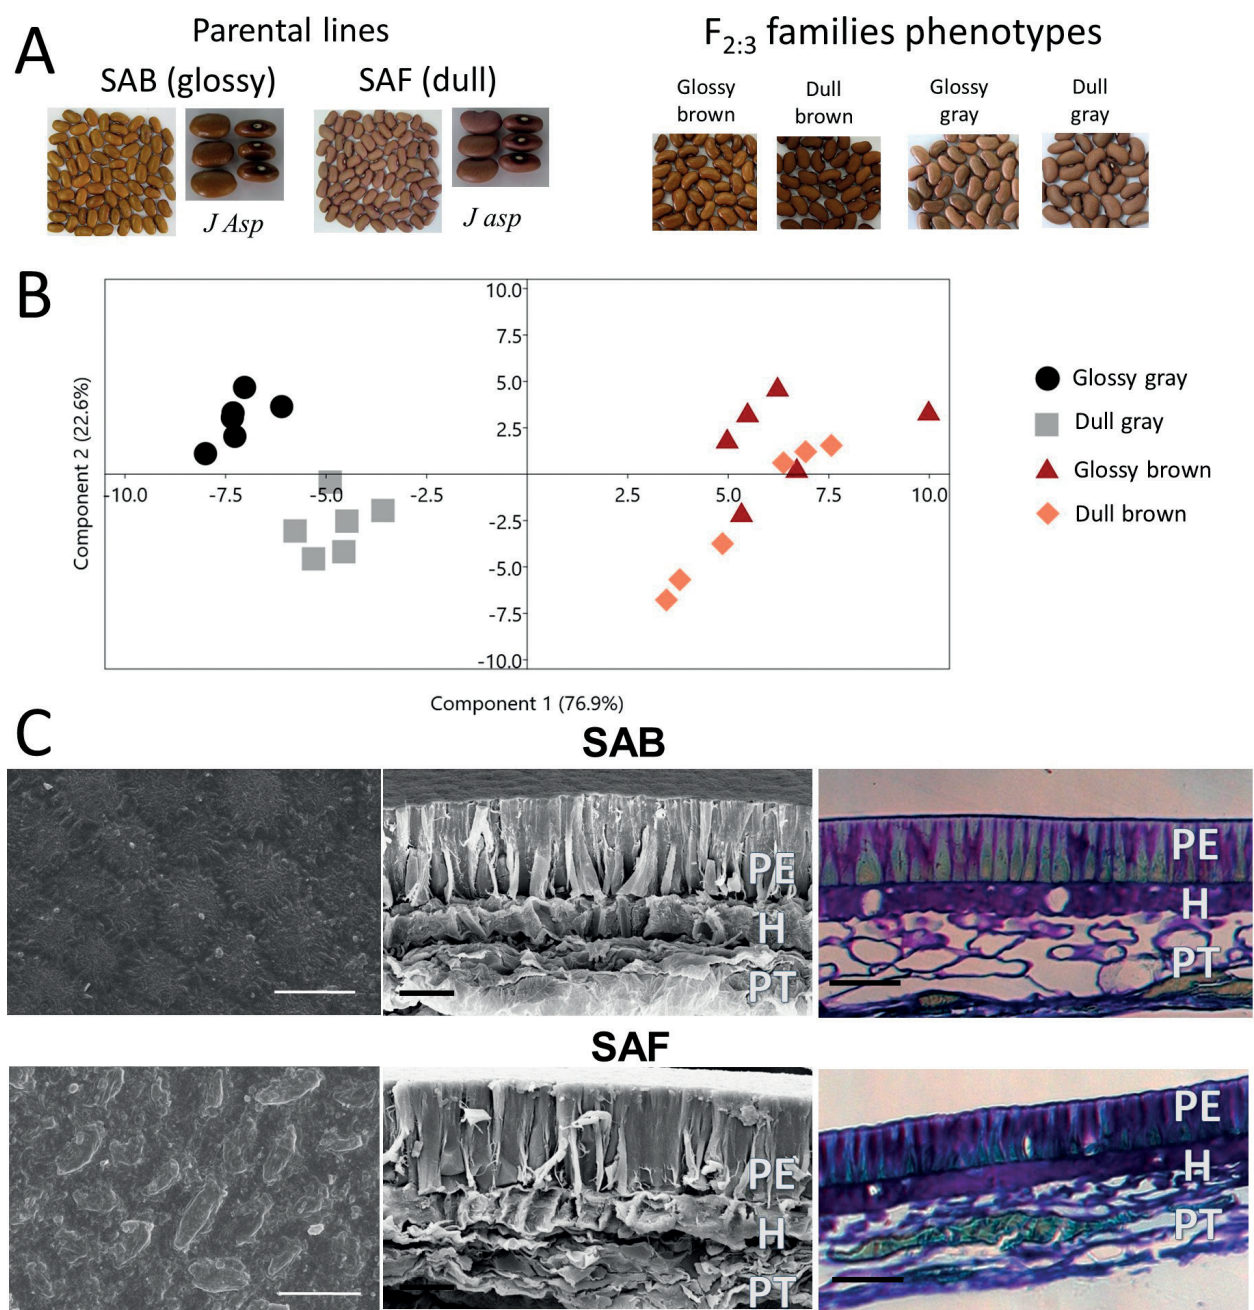 A
Parental lines
SAB (glossy)
SAF (dull)
J Asp
J asp
F2:3 families phenotypes
Glossy
brown
Dull
brown
Glossy
gray
Dull
gray
B
Component 2 (22.6%)
10.0
7.5
5.0
2.5
-10.0
-7.5
-5.0
-2.5
2.5
5.0
7.5
10.0
-2.5
-5.0
-7.5
-10.0
Component 1 (76.9%)
Glossy gray
Dull gray
Glossy brown
Dull brown
C
SAB
PE
H
PT
PE
H
PT
SAF
PE
H
PT
PE
H
PT